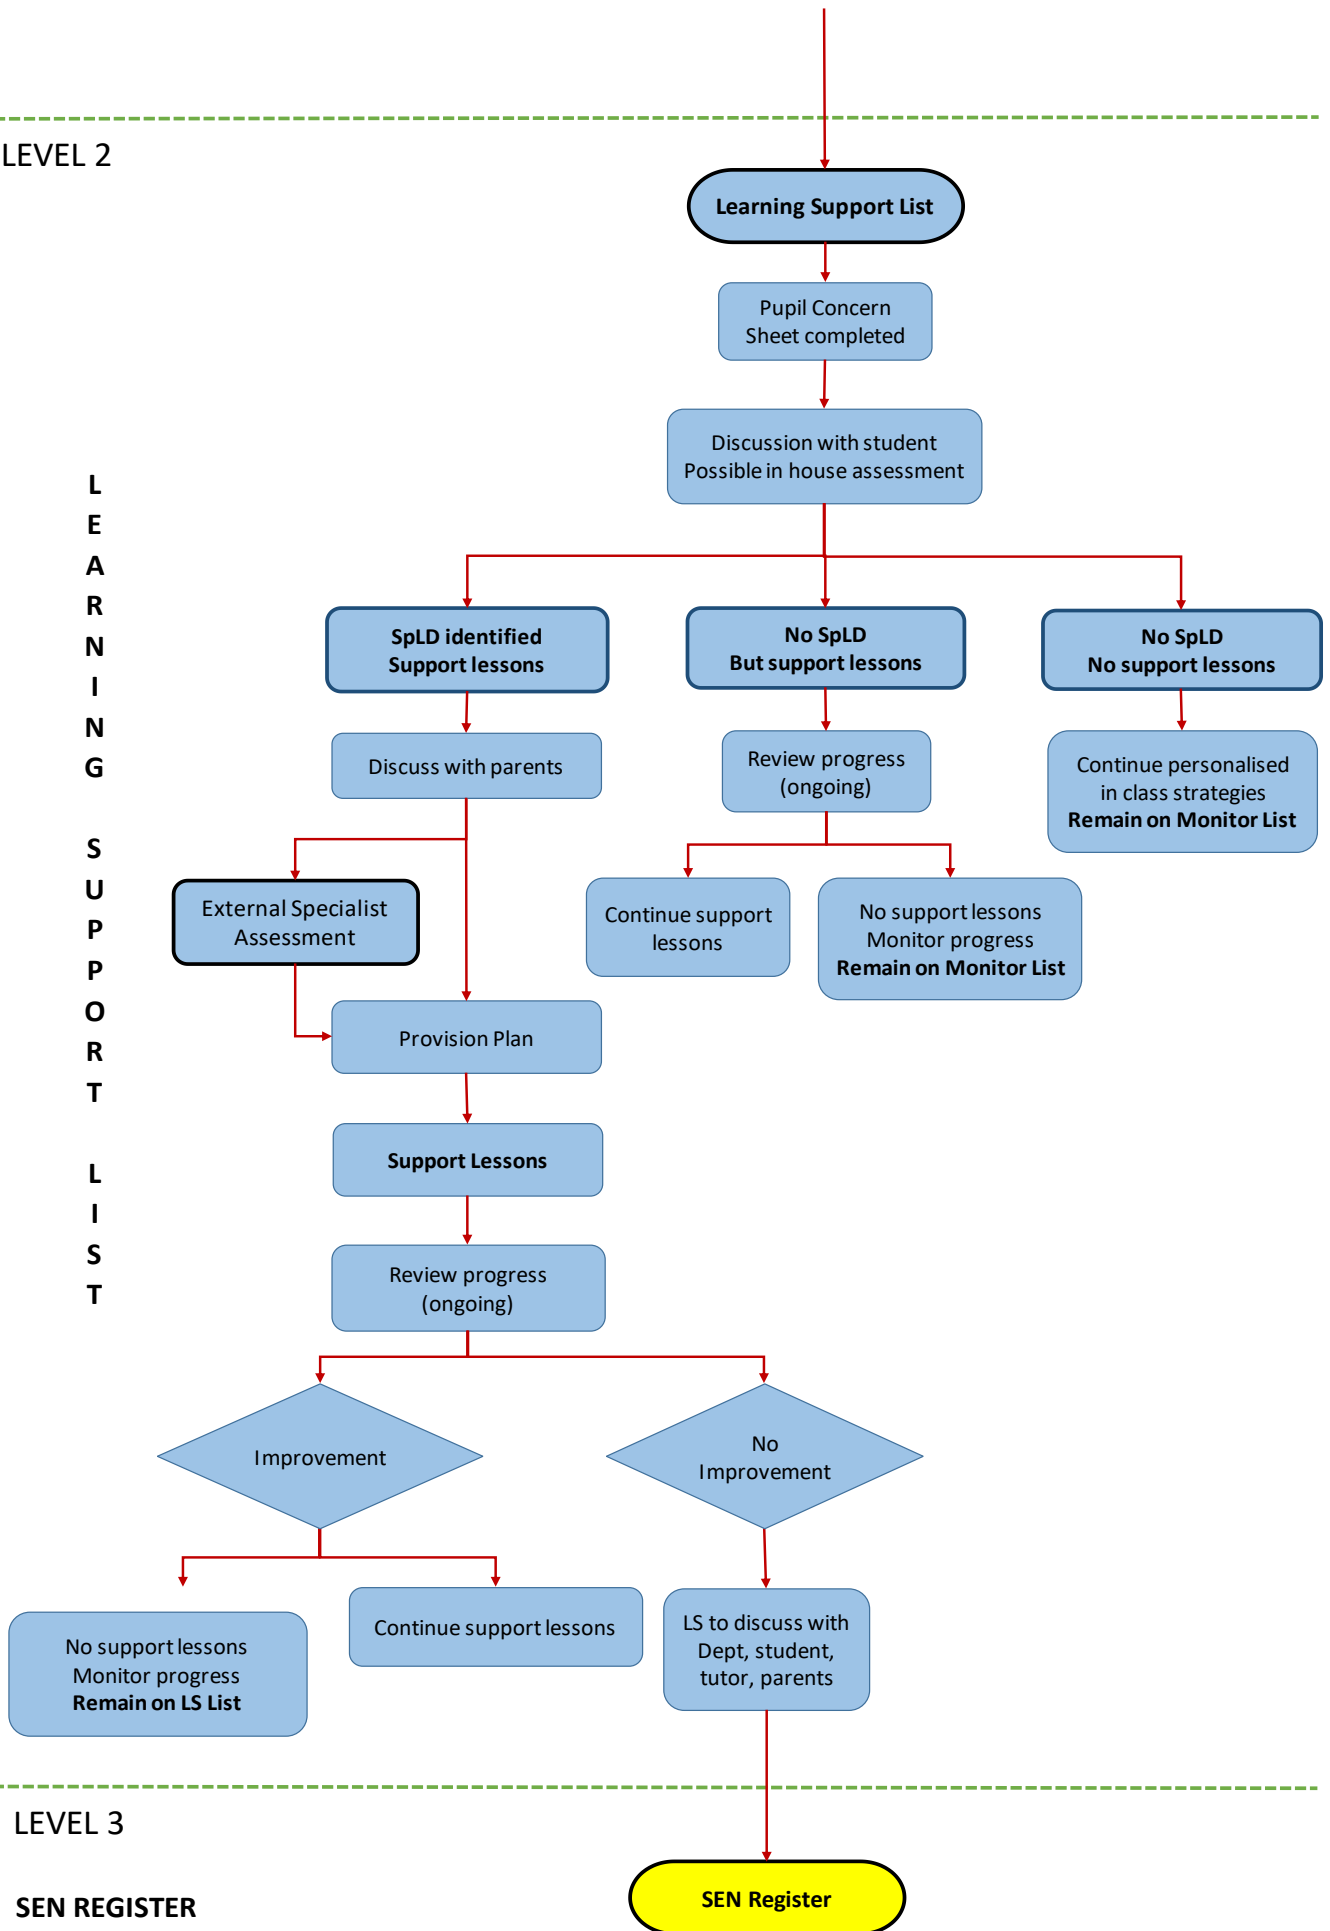 LEVEL 2
Learning Support List
Pupil Concern
Sheet completed
Discussion with student
Possible in house assessment
L
E
A
R
N
I
N
G
S
U
P
P
O
R
T
L
I
S
T
SpLD identified
Support lessons
No SpLD
But support lessons
No SpLD
No support lessons
Discuss with parents
Review progress
(ongoing)
Continue personalised
in class strategies
Remain on Monitor List
External Specialist
Assessment
Continue support
lessons
No support lessons
Monitor progress
Remain on Monitor List
Provision Plan
Support Lessons
Review progress
(ongoing)
Improvement
No
Improvement
No support lessons
Monitor progress
Remain on LS List
Continue support lessons
LS to discuss with
Dept, student,
tutor, parents
LEVEL 3
SEN REGISTER
SEN Register